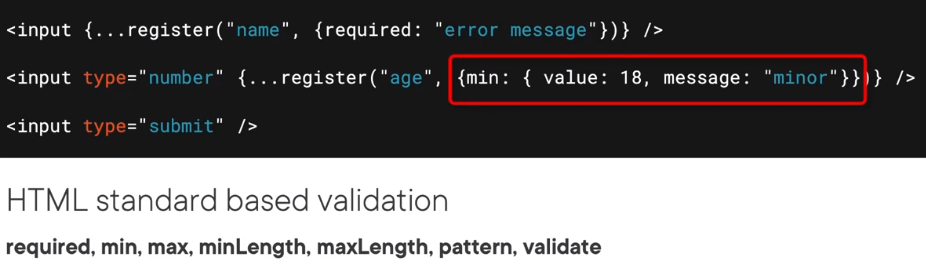 <input {...register("name", {required: "error message"})} />
<input type="number" {...register("age", {min: { value: 18, message: "minor"}})} />
<input type="submit" />
HTML standard based validation
required, min, max, minLength, maxLength, pattern, validate